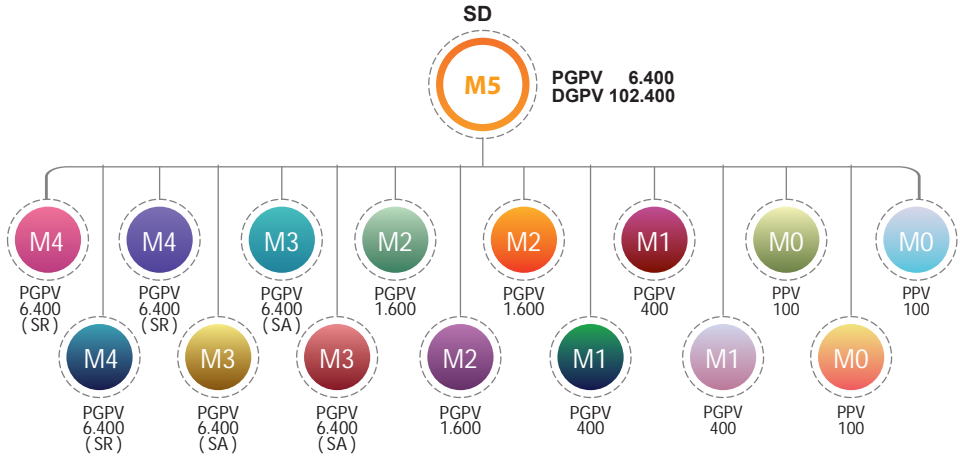 SD
M5
PGPV 6.400
DGPV 102.400
M4
M4
M3
M2
M2
M1
M0
M0
PGPV
6.400
( SR )
PGPV
6.400
( SR )
PGPV
6.400
( SA )
PGPV
1.600
PGPV
1.600
PGPV
400
PPV
100
PPV
100
M4
M3
M3
M2
M1
M1
M0
PGPV
6.400
( SR )
PGPV
6.400
( SA )
PGPV
6.400
( SA )
PGPV
1.600
PGPV
400
PGPV
400
PPV
100